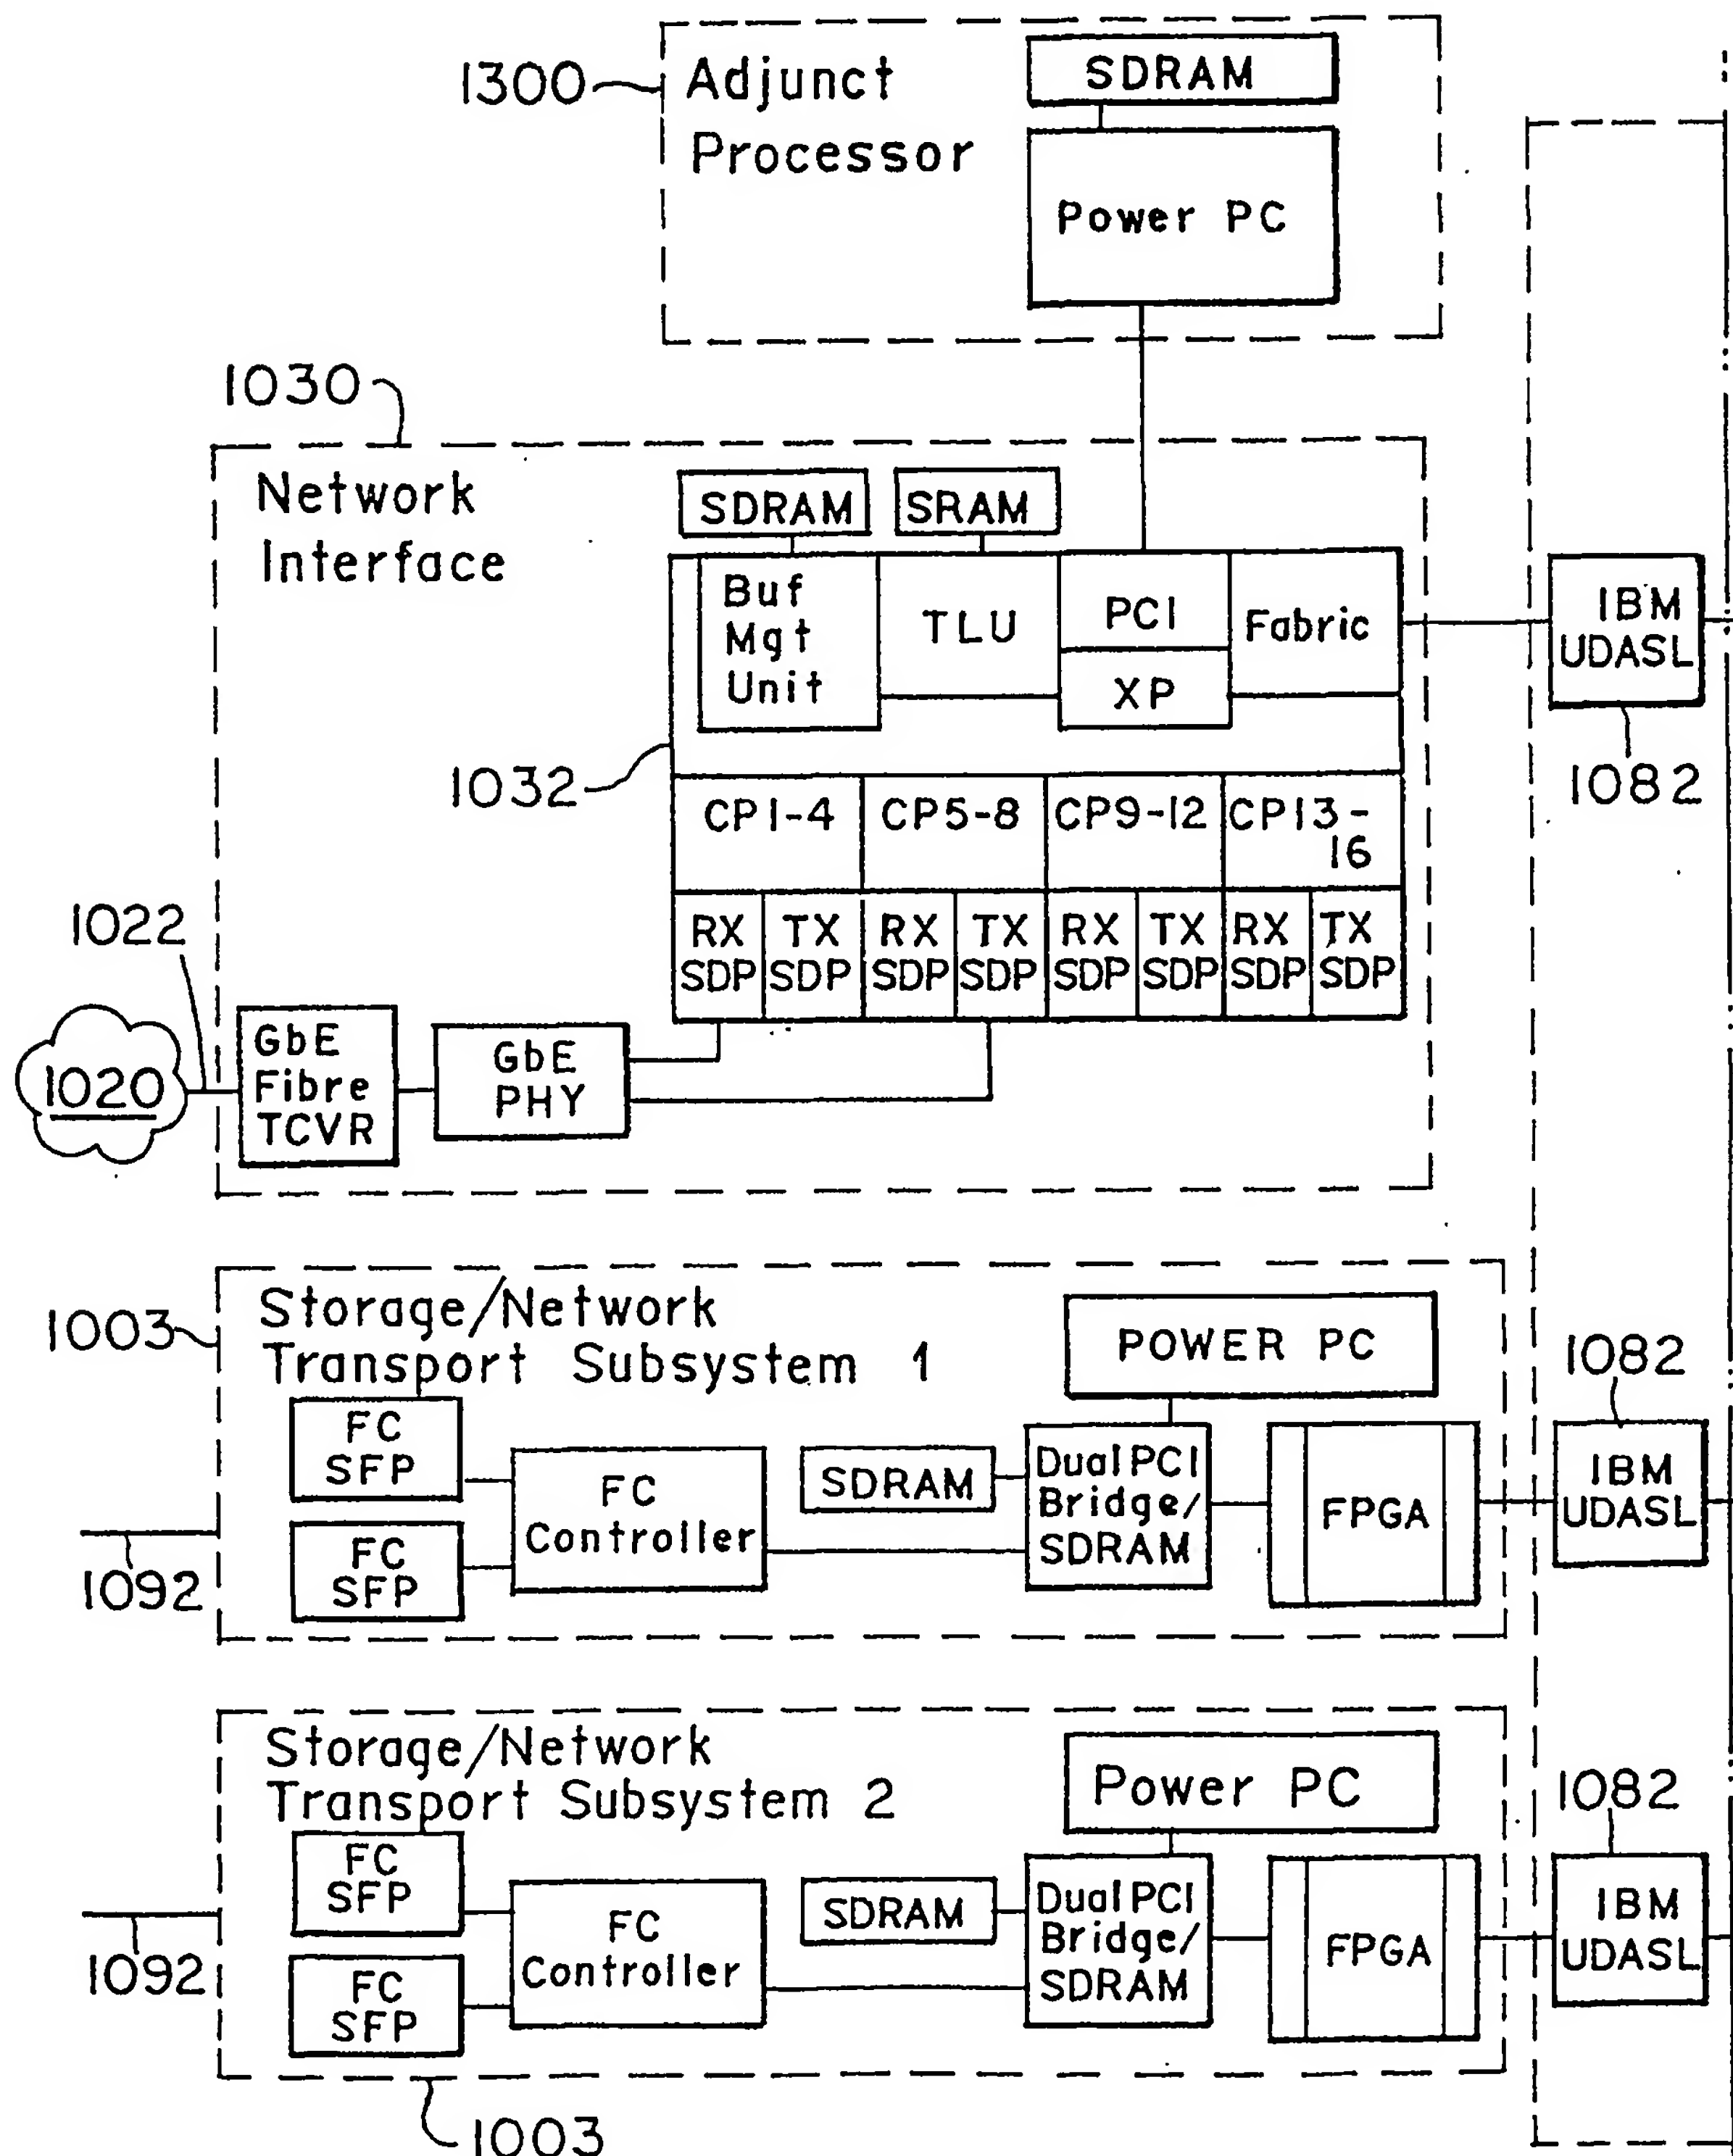 1300
Adjunct
Processor
SDRAM
Power PC
1030
Network
Interface
SDRAM
SRAM
Buf
Mgt
Unit
TLU
PCI
XP
Fabric
IBM
UDASL
1082
1032
CP1-4
CP5-8
CP9-12
CP13-
16
RX
SDP
TX
SDP
RX
SDP
TX
SDP
RX
SDP
TX
SDP
RX
SDP
TX
SDP
1022
1020
GbE
Fibre
TCVR
GbE
PHY
1003
Storage/Network
Transport Subsystem 1
POWER PC
1082
FC
SFP
FC
SFP
FC
Controller
SDRAM
Dual PCI
Bridge/
SDRAM
FPGA
IBM
UDASL
1092
Storage/Network
Transport Subsystem 2
Power PC
1082
FC
SFP
FC
SFP
FC
Controller
SDRAM
Dual PCI
Bridge/
SDRAM
FPGA
IBM
UDASL
1092
1003